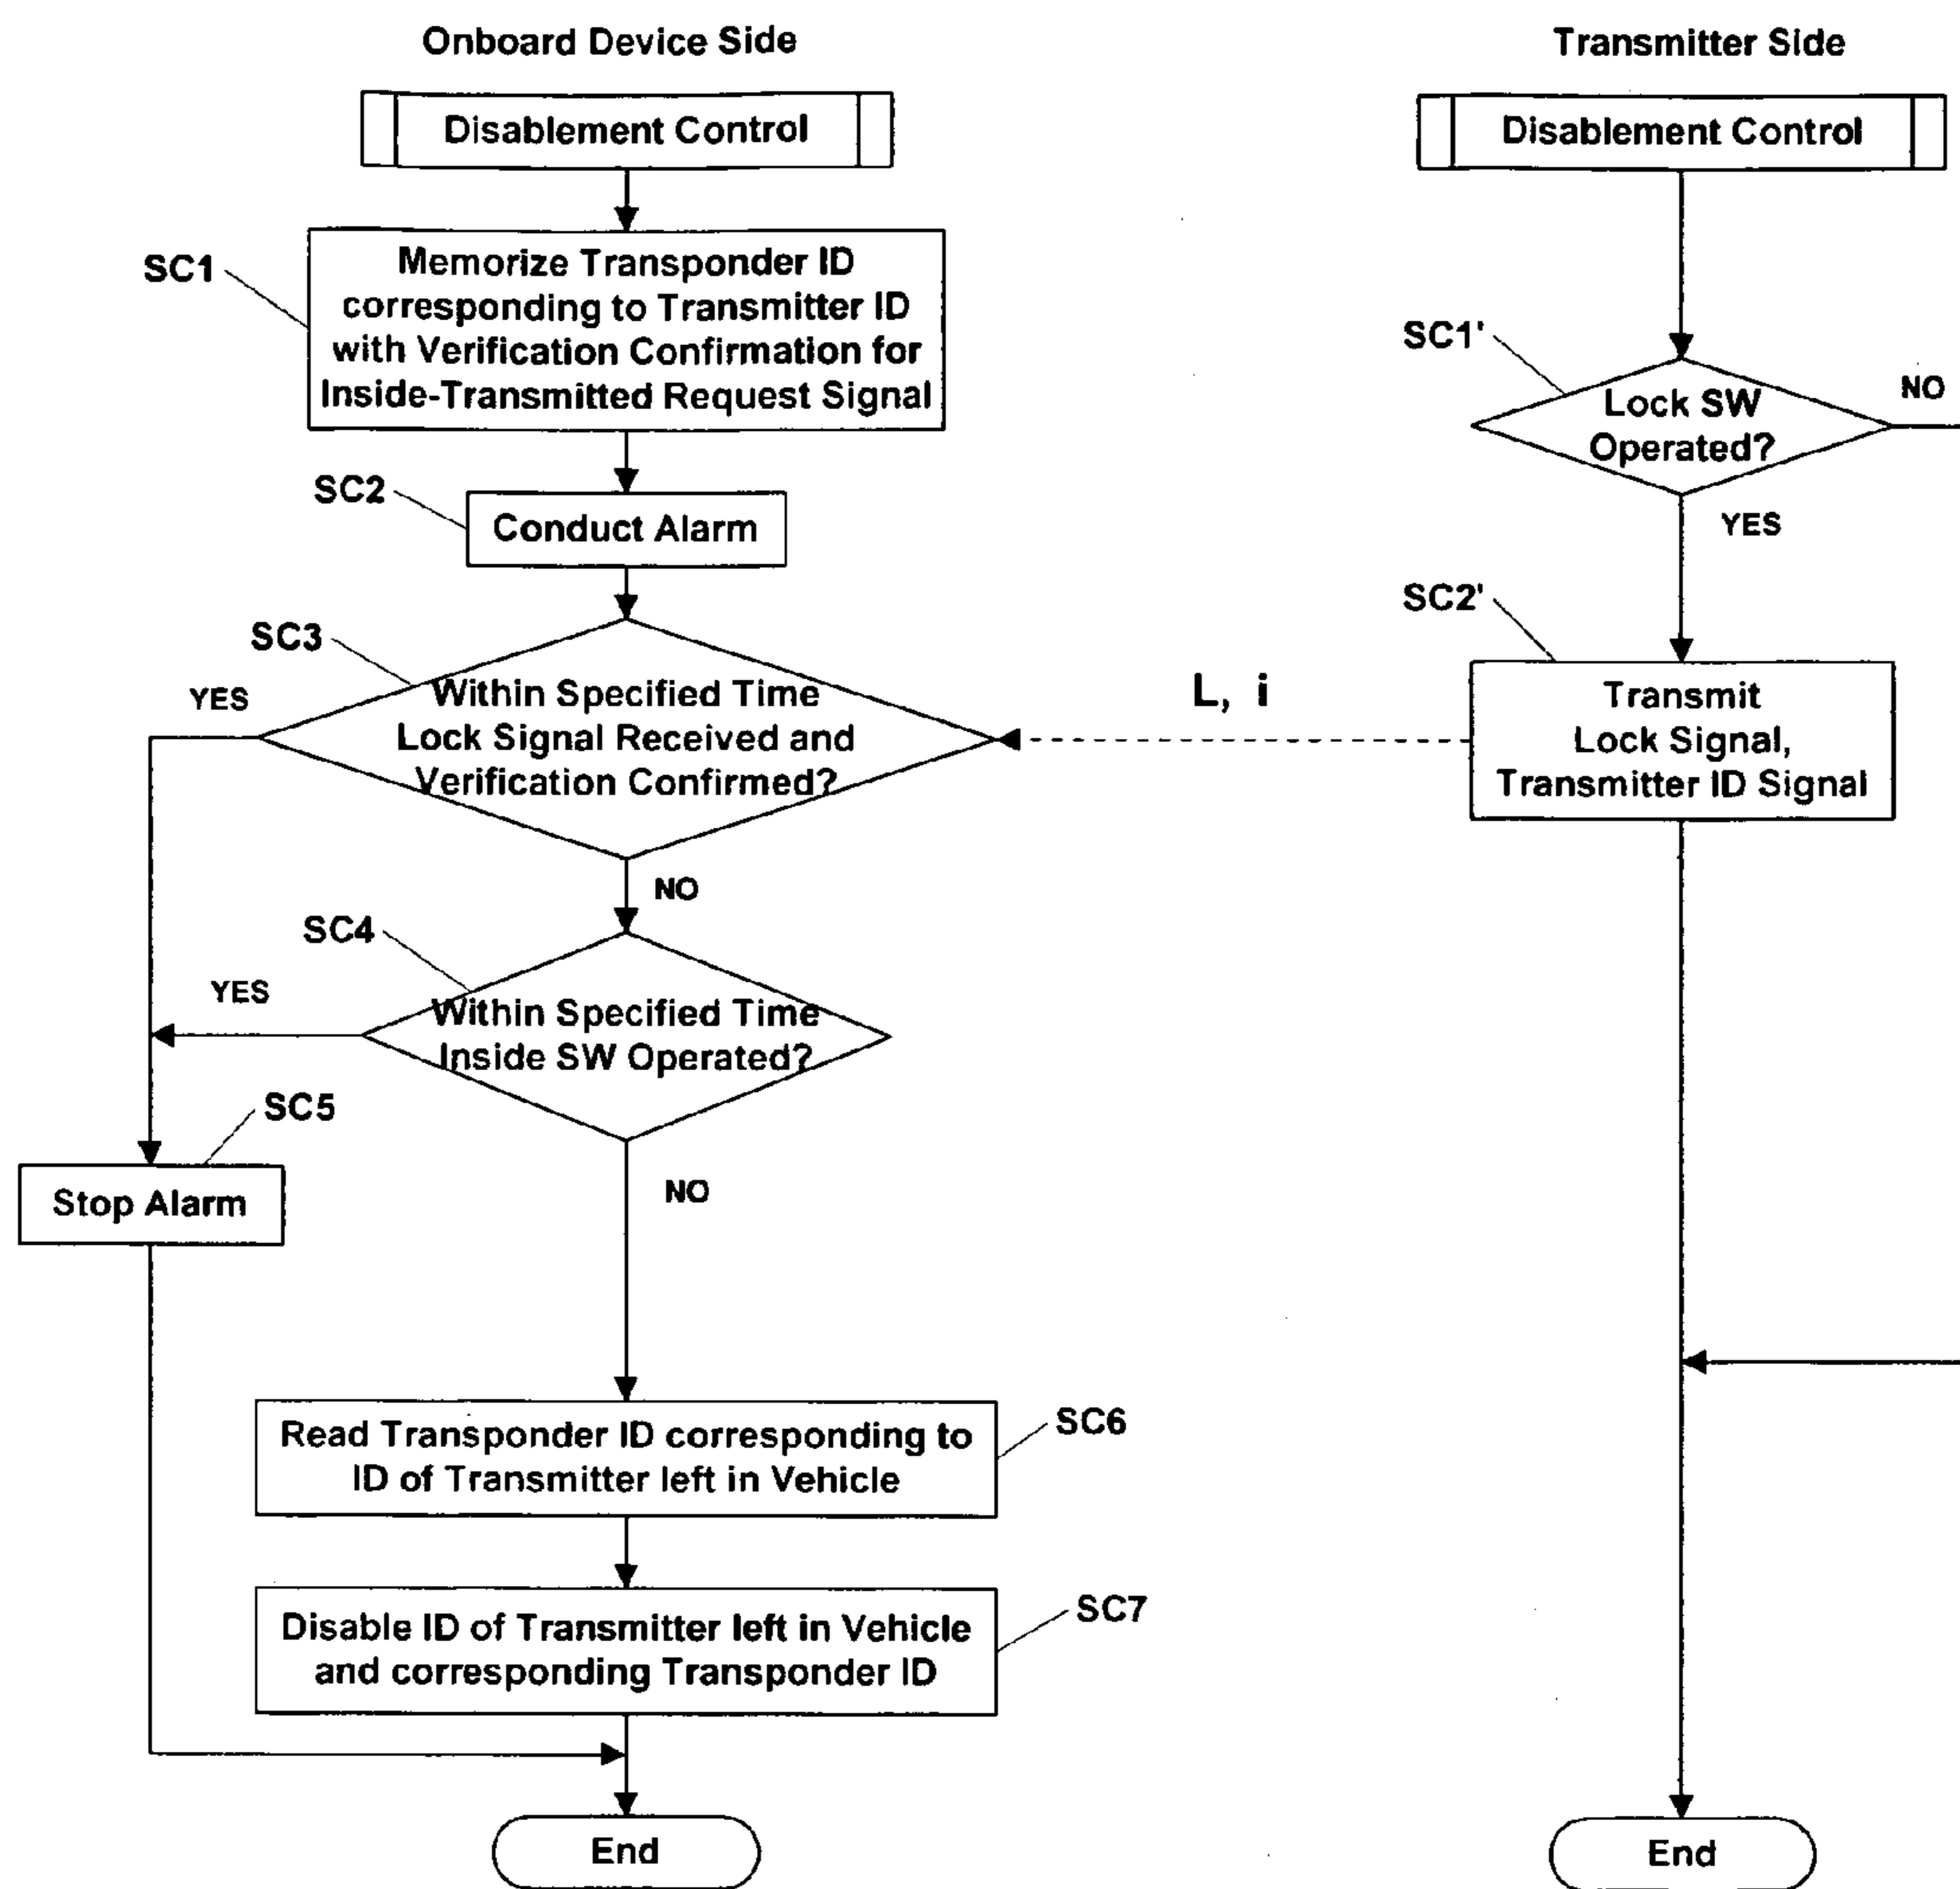 Onboard Device Side
Disablement Control
SC1
Memorize Transponder ID
corresponding to Transmitter ID
with Verification Confirmation for
Inside-Transmitted Request Signal
SC2
Conduct Alarm
SC3
YES
Within Specified Time
Lock Signal Received and
Verification Confirmed?
NO
SC4
YES
Within Specified Time
Inside SW Operated?
NO
SC5
Stop Alarm
Read Transponder ID corresponding to
ID of Transmitter left in Vehicle
SC6
Disable ID of Transmitter left in Vehicle
and corresponding Transponder ID
SC7
End
Transmitter Side
Disablement Control
SC1'
Lock SW
Operated?
NO
YES
SC2'
Transmit
Lock Signal,
Transmitter ID Signal
L, i
End